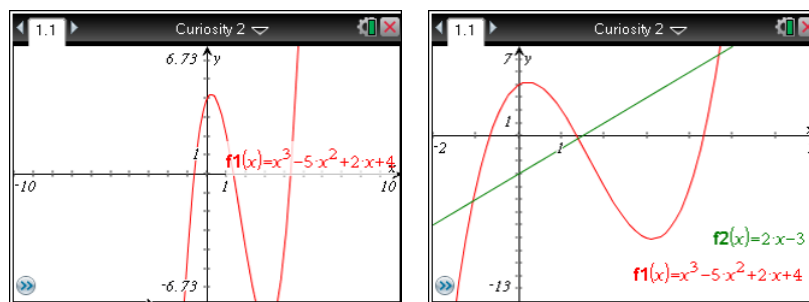 1.1 Curiosity 2
6.73 y
1
f1(x)=x³-5·x²+2·x+4
x
-10 1 10
-6.73
1.1 Curiosity 2
7 y
1
-2 1
f2(x)=2·x-3
f1(x)=x³-5·x²+2·x+4
-13